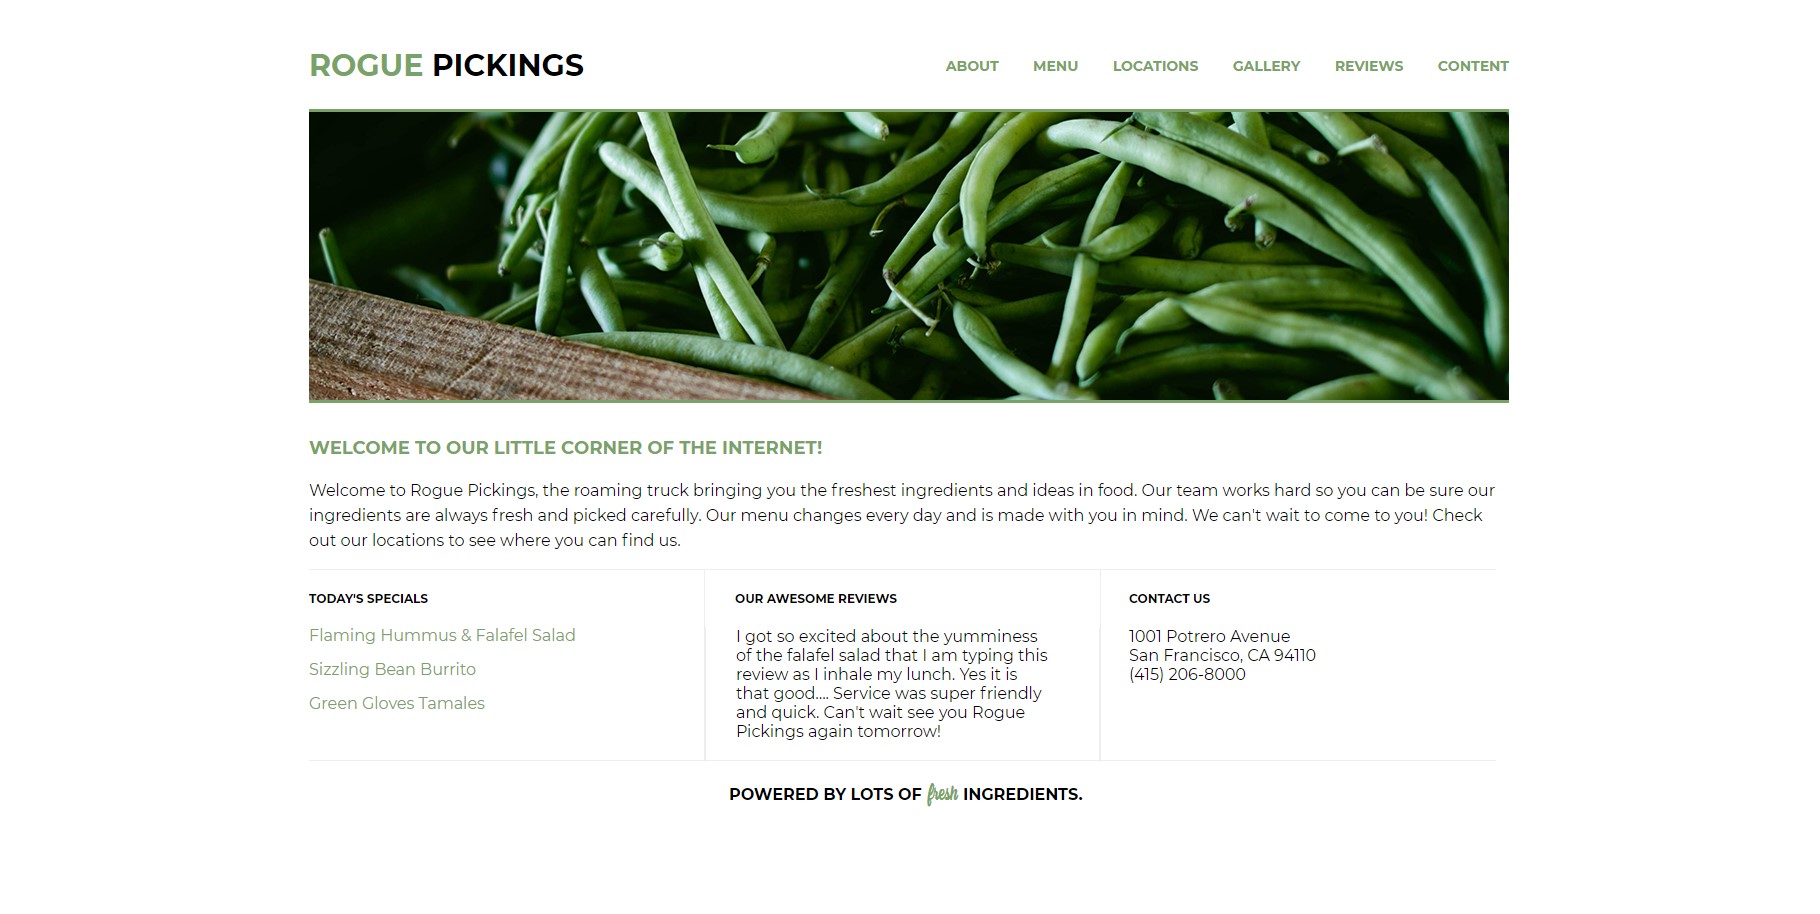 ROGUE PICKINGS
ABOUT MENU LOCATIONS GALLERY REVIEWS CONTENT
WELCOME TO OUR LITTLE CORNER OF THE INTERNET!
Welcome to Rogue Pickings, the roaming truck bringing you the freshest ingredients and ideas in food. Our team works hard so you can be sure our
ingredients are always fresh and picked carefully. Our menu changes every day and is made with you in mind. We can't wait to come to you! Check
out our locations to see where you can find us.
TODAY'S SPECIALS
Flaming Hummus & Falafel Salad
Sizzling Bean Burrito
Green Gloves Tamales
OUR AWESOME REVIEWS
I got so excited about the yumminess
of the falafel salad that I am typing this
review as I inhale my lunch. Yes it is
that good.... Service was super friendly
and quick. Can't wait see you Rogue
Pickings again tomorrow!
CONTACT US
1001 Potrero Avenue
San Francisco, CA 94110
(415) 206-8000
POWERED BY LOTS OF fresh INGREDIENTS.